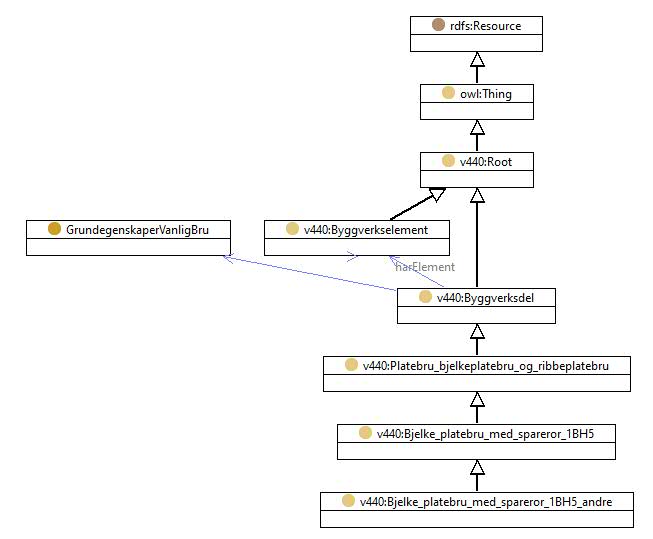 rdfs:Resource
owl:Thing
v440:Root
GrundegenskaperVanligBru
v440:Byggverkselement
harElement
v440:Byggverksdel
v440:Platebru_bjelkeplatebru_og_ribbeplatebru
v440:Bjelke_platebru_med_spareror_1BH5
v440:Bjelke_platebru_med_spareror_1BH5_andre